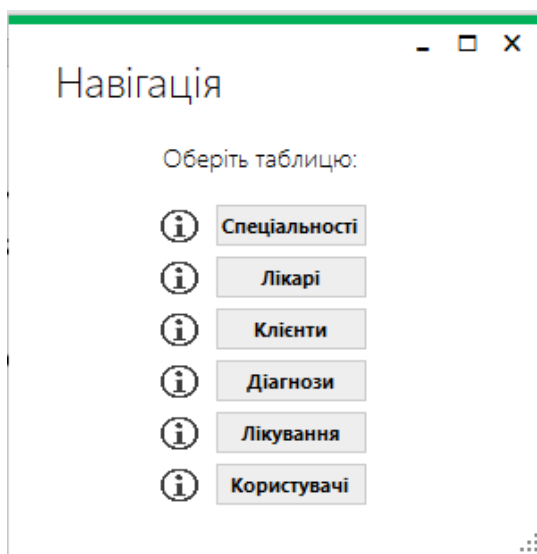 Навігація
Оберіть таблицю:
Спеціальності
Лікарі
Клієнти
Діагнози
Лікування
Користувачі